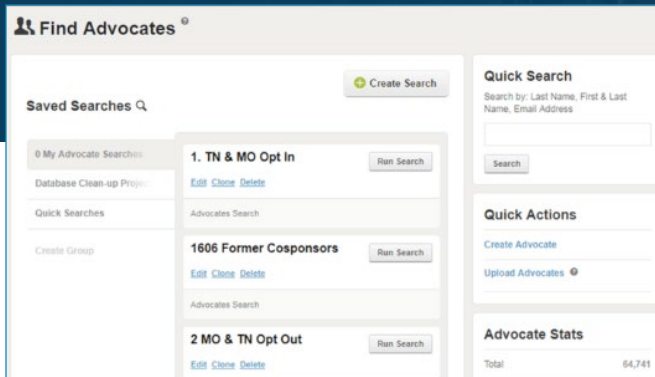 Find Advocates ?
Create Search
Saved Searches
0 My Advocate Searches
Database Clean-up Projec
Quick Searches
Create Group
1. TN & MO Opt In
Run Search
Edit Clone Delete
Advocates Search
1606 Former Cosponsors
Run Search
Edit Clone Delete
Advocates Search
2 MO & TN Opt Out
Run Search
Edit Clone Delete
Quick Search
Search by: Last Name, First & Last
Name, Email Address
Search
Quick Actions
Create Advocate
Upload Advocates ?
Advocate Stats
Total 64,741